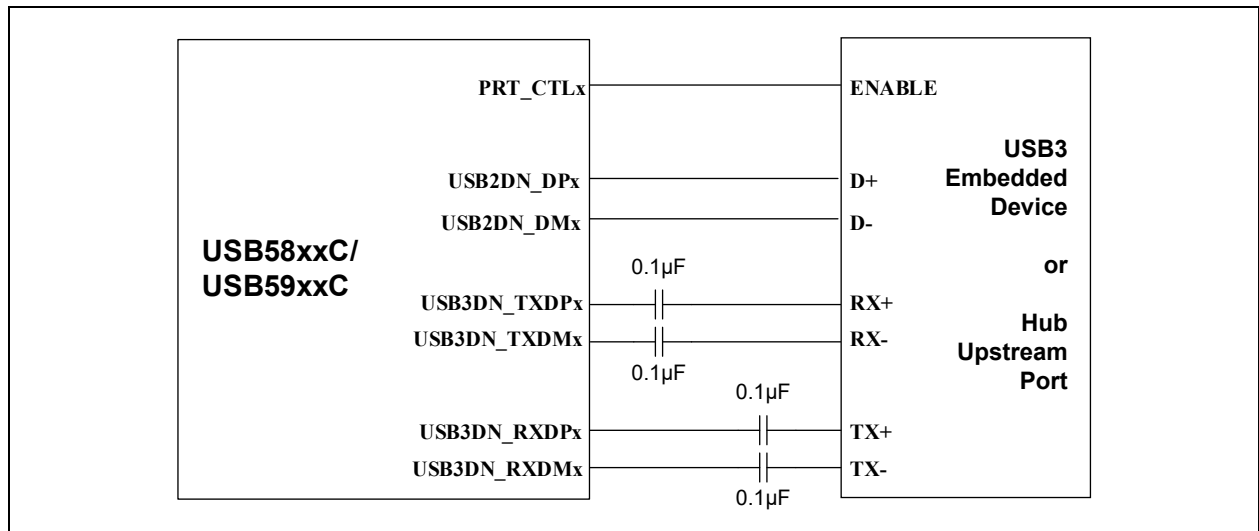 PRT_CTLx
ENABLE
USB3
Embedded
Device
or
Hub
Upstream
Port
USB2DN_DPx
D+
USB2DN_DMx
D-
USB58xxC/
USB59xxC
0.1µF
USB3DN_TXDPx
RX+
USB3DN_TXDMx
RX-
0.1µF
0.1µF
USB3DN_RXDPx
TX+
USB3DN_RXDMx
TX-
0.1µF